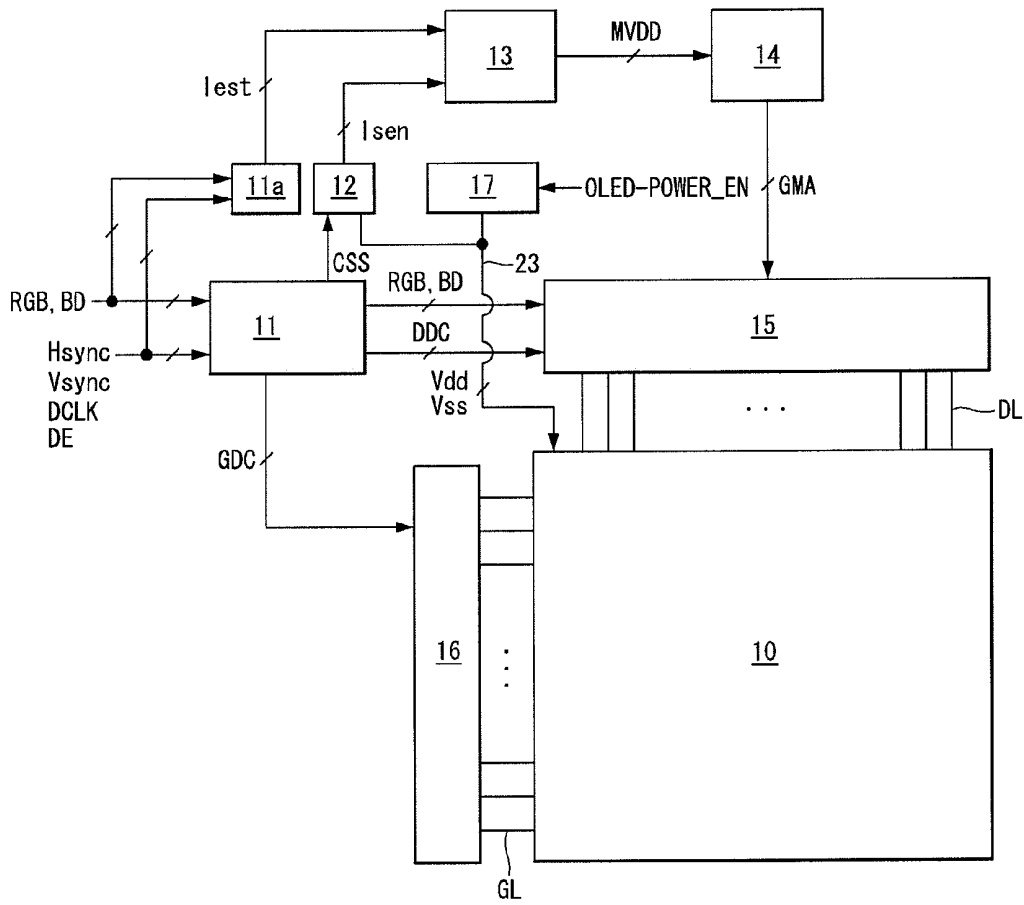 MVDD
13
14
Iest
Isen
11a
12
17
OLED-POWER_EN
GMA
CSS
23
RGB, BD
RGB, BD
11
15
DDC
Hsync
Vsync
DCLK
DE
Vdd
Vss
DL
GDC
16
10
GL